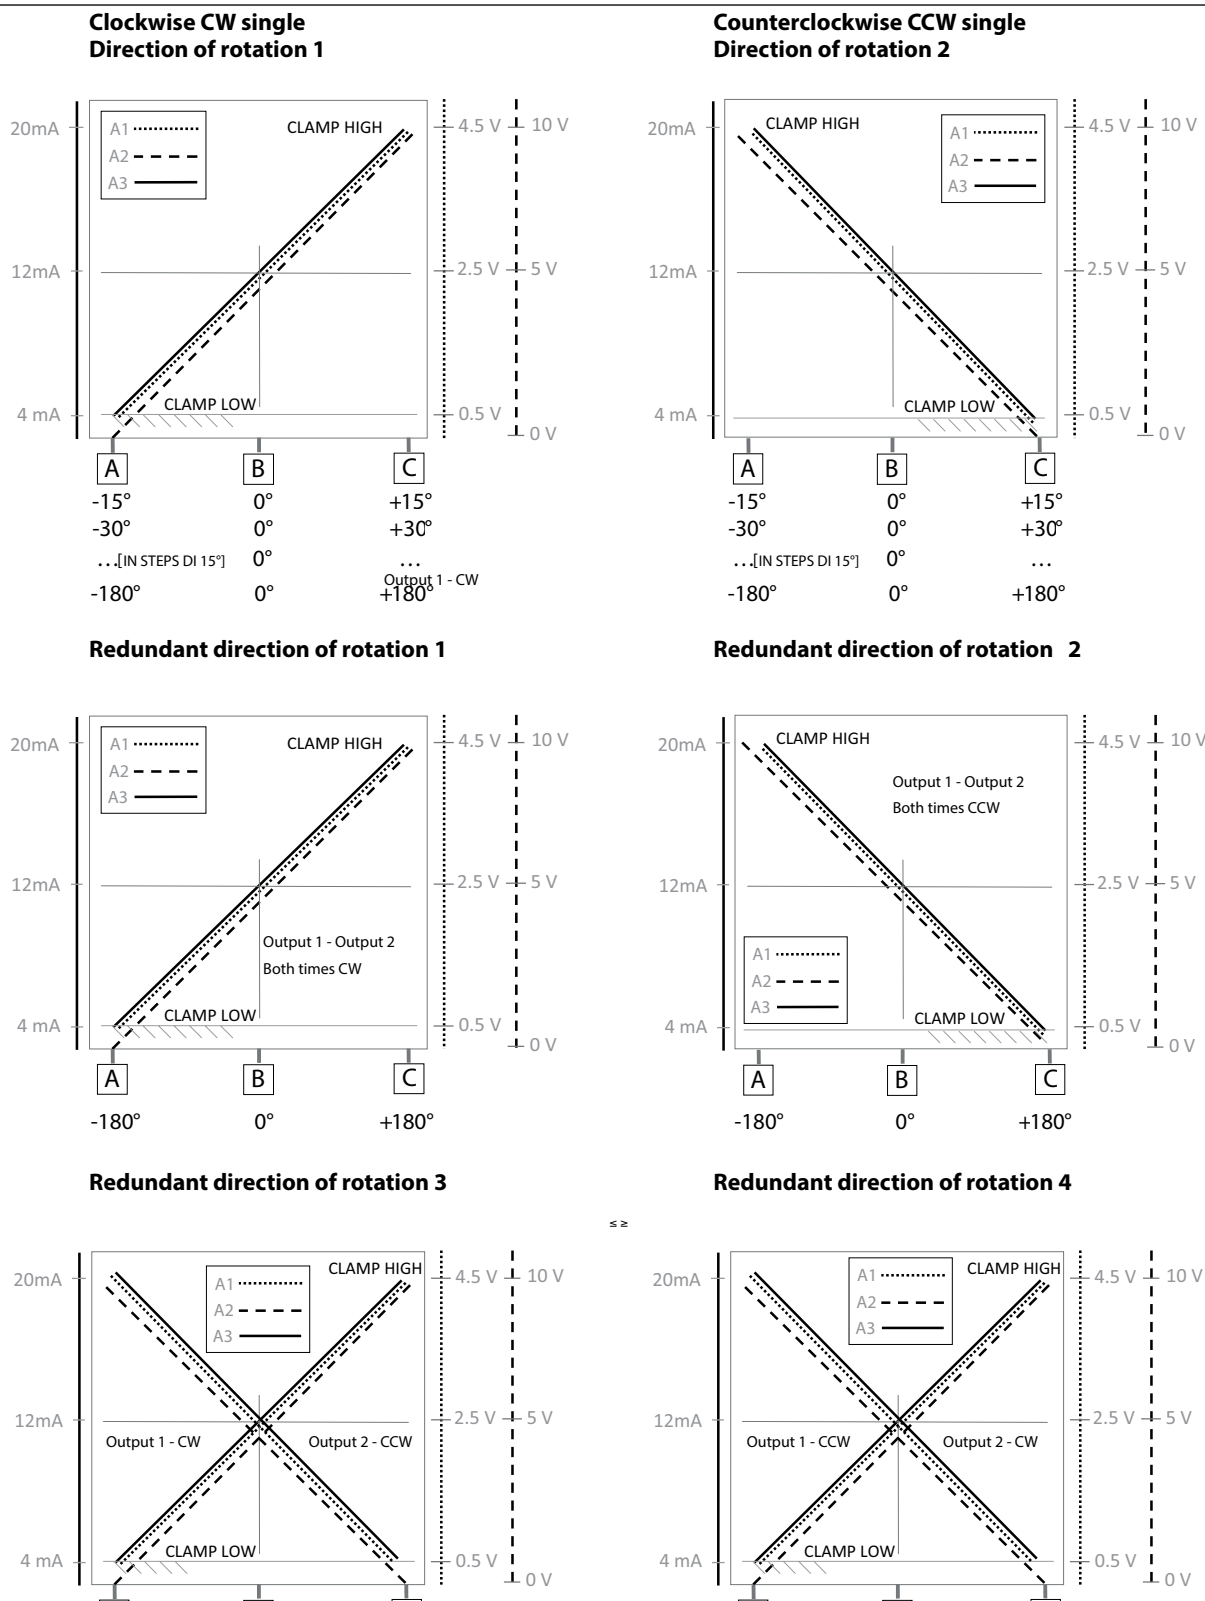 Clockwise CW single
Direction of rotation 1
20mA
12mA
4 mA
A1
A2
A3
CLAMP HIGH
CLAMP LOW
4.5 V
2.5 V
0.5 V
10 V
5 V
0 V
A
B
C
-15° 0° +15°
-30° 0° +30°
...[IN STEPS DI 15°] 0° ...
Output 1 - CW
-180° 0° +180°
Counterclockwise CCW single
Direction of rotation 2
20mA
12mA
4 mA
CLAMP HIGH
A1
A2
A3
CLAMP LOW
4.5 V
2.5 V
0.5 V
10 V
5 V
0 V
A
B
C
-15° 0° +15°
-30° 0° +30°
...[IN STEPS DI 15°] 0° ...
-180° 0° +180°
Redundant direction of rotation 1
20mA
12mA
4 mA
A1
A2
A3
CLAMP HIGH
Output 1 - Output 2
Both times CW
CLAMP LOW
4.5 V
2.5 V
0.5 V
10 V
5 V
0 V
A
B
C
-180° 0° +180°
Redundant direction of rotation 2
20mA
12mA
4 mA
CLAMP HIGH
Output 1 - Output 2
Both times CCW
A1
A2
A3
CLAMP LOW
4.5 V
2.5 V
0.5 V
10 V
5 V
0 V
A
B
C
-180° 0° +180°
Redundant direction of rotation 3
20mA
12mA
4 mA
A1
A2
A3
CLAMP HIGH
Output 1 - CW
Output 2 - CCW
CLAMP LOW
4.5 V
2.5 V
0.5 V
10 V
5 V
0 V
≤ ≥
Redundant direction of rotation 4
20mA
12mA
4 mA
A1
A2
A3
CLAMP HIGH
Output 1 - CCW
Output 2 - CW
CLAMP LOW
4.5 V
2.5 V
0.5 V
10 V
5 V
0 V